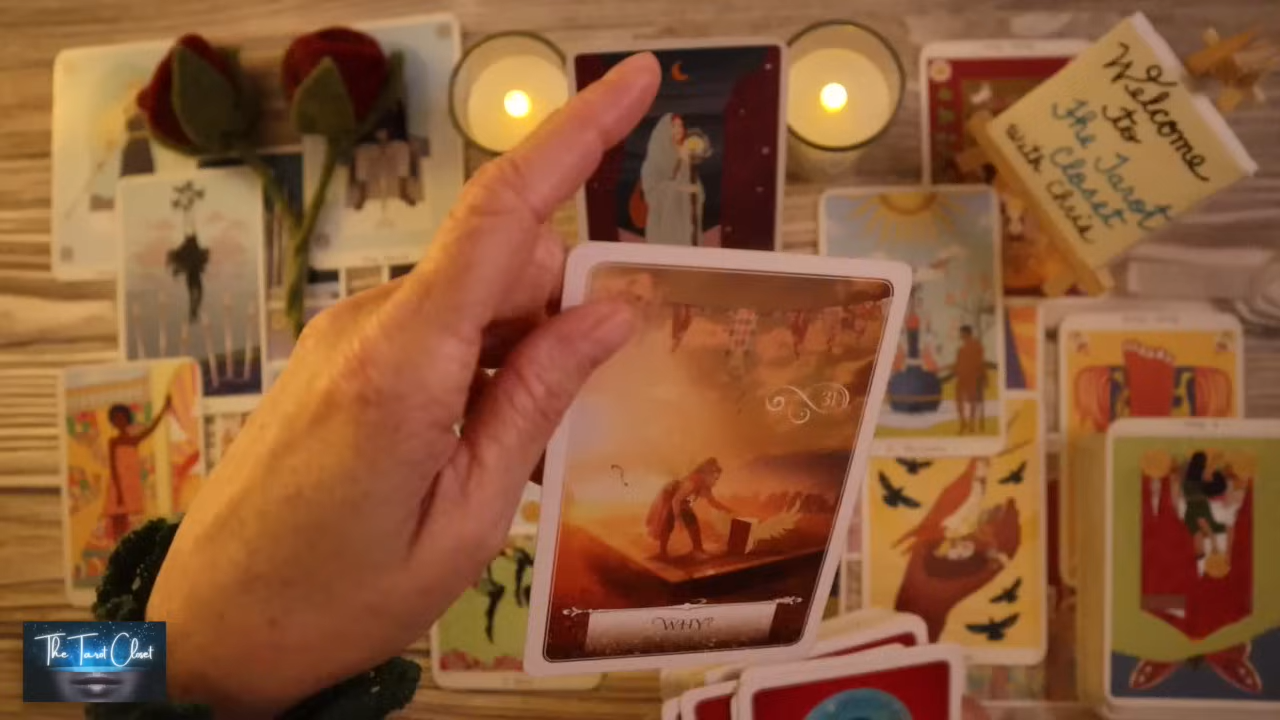 Welcome
To
The Tarot
Closet
with Chris
31
WHY?
The Tarot Closet